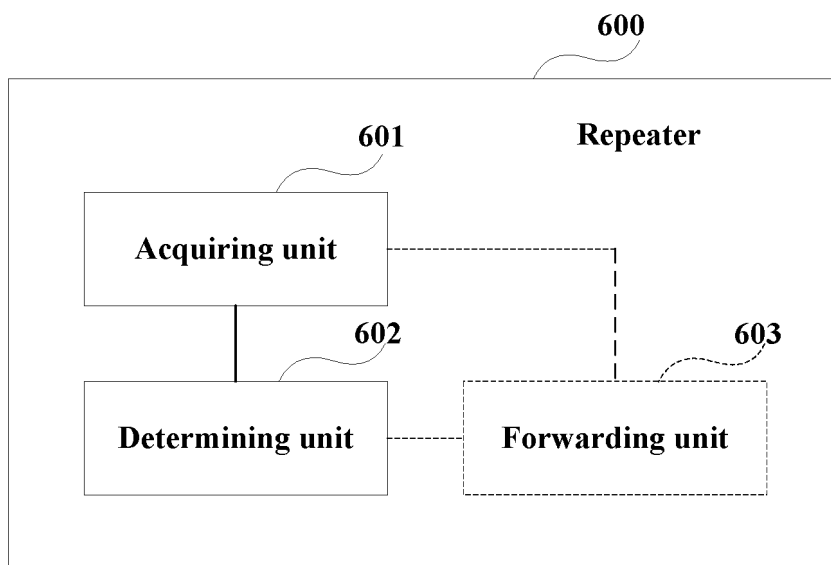 600
Repeater
601
Acquiring unit
602
603
Determining unit
Forwarding unit